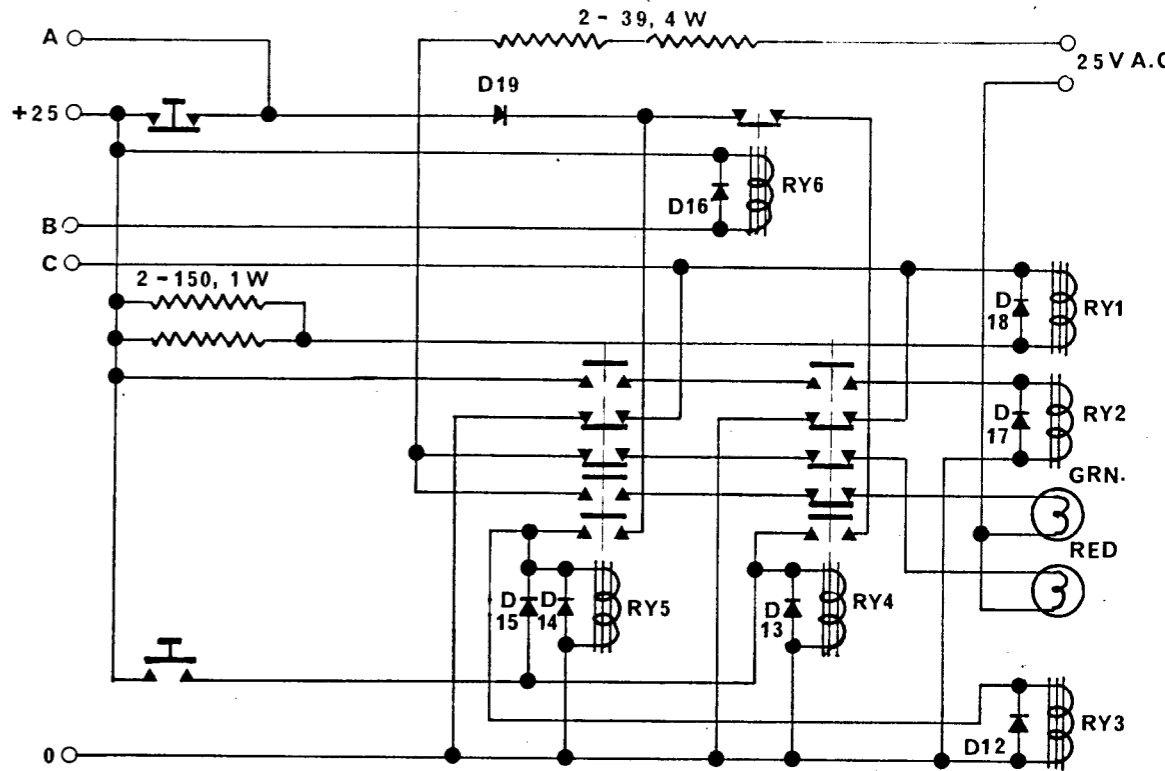 2 - 39, 4 W
A
25V A.C
D19
+25
RY6
D16
B
C
2 - 150, 1 W
D
18
RY1
D
17
RY2
GRN.
RED
D
15
D
14
RY5
D
13
RY4
RY3
D12
0